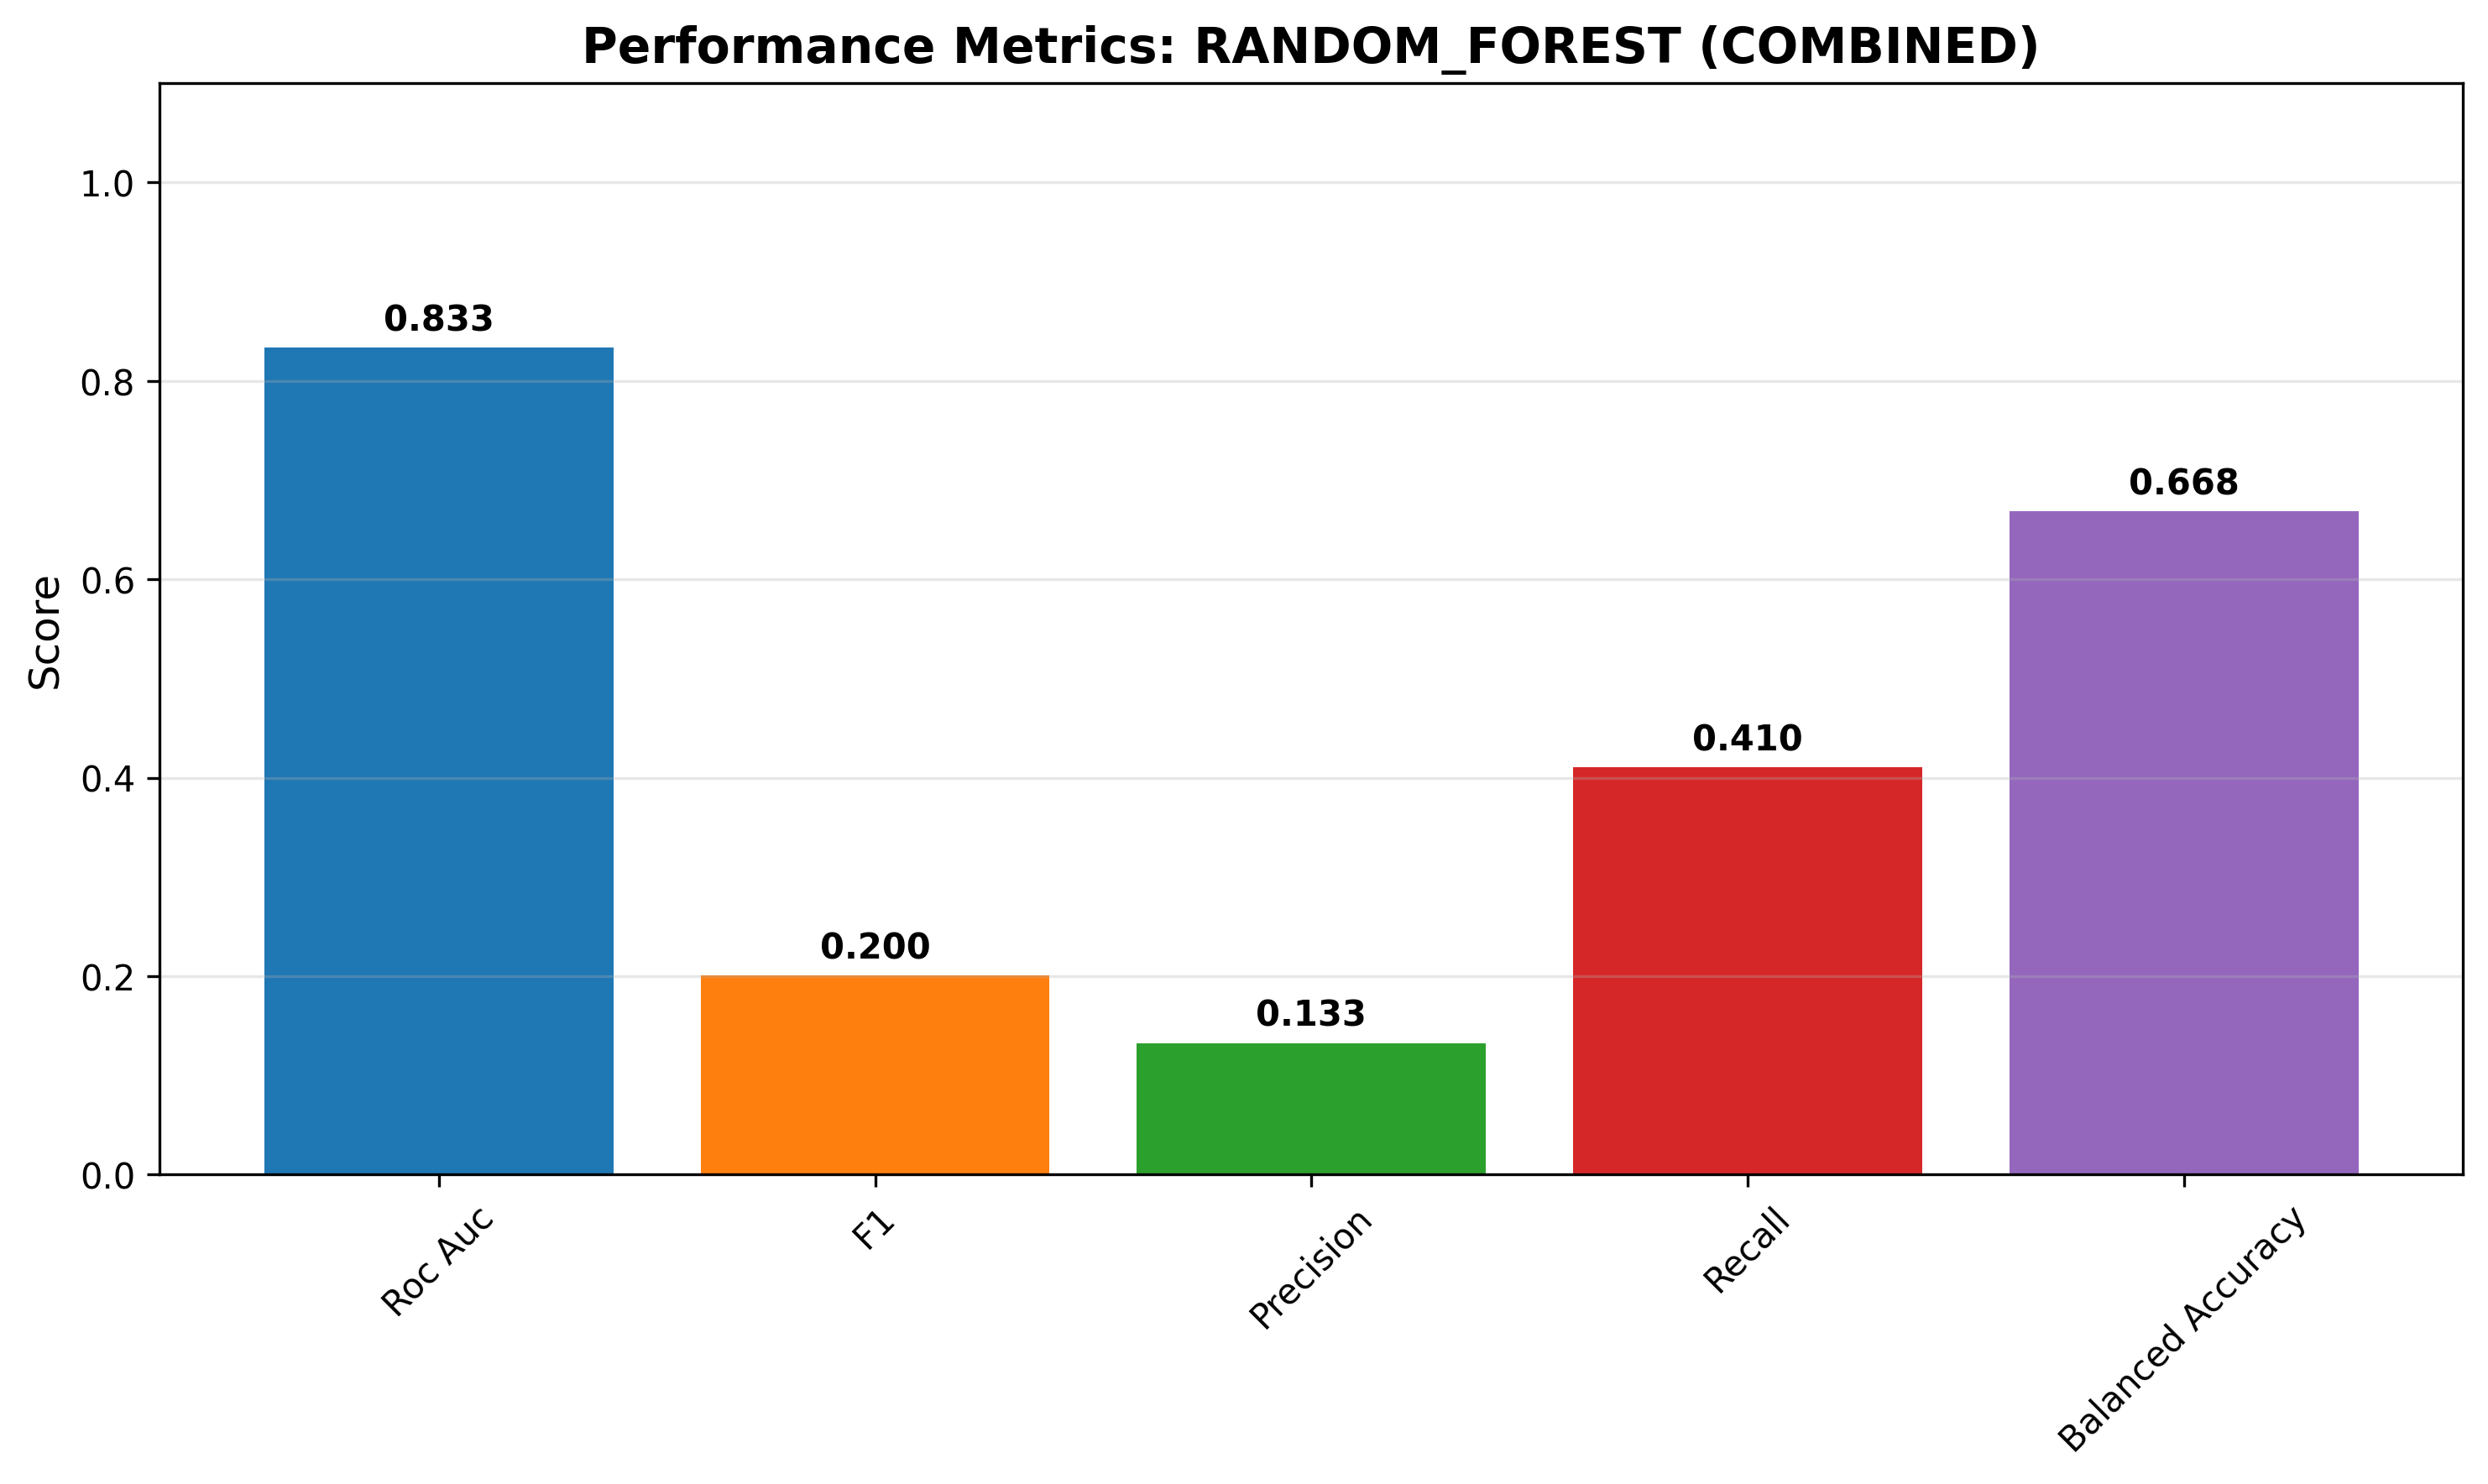 Performance Metrics: RANDOM_FOREST (COMBINED)
1.0
0.8
0.6
0.4
0.2
0.0
Score
0.833
0.200
0.133
0.410
0.668
Roc Auc
F1
Precision
Recall
Balanced Accuracy